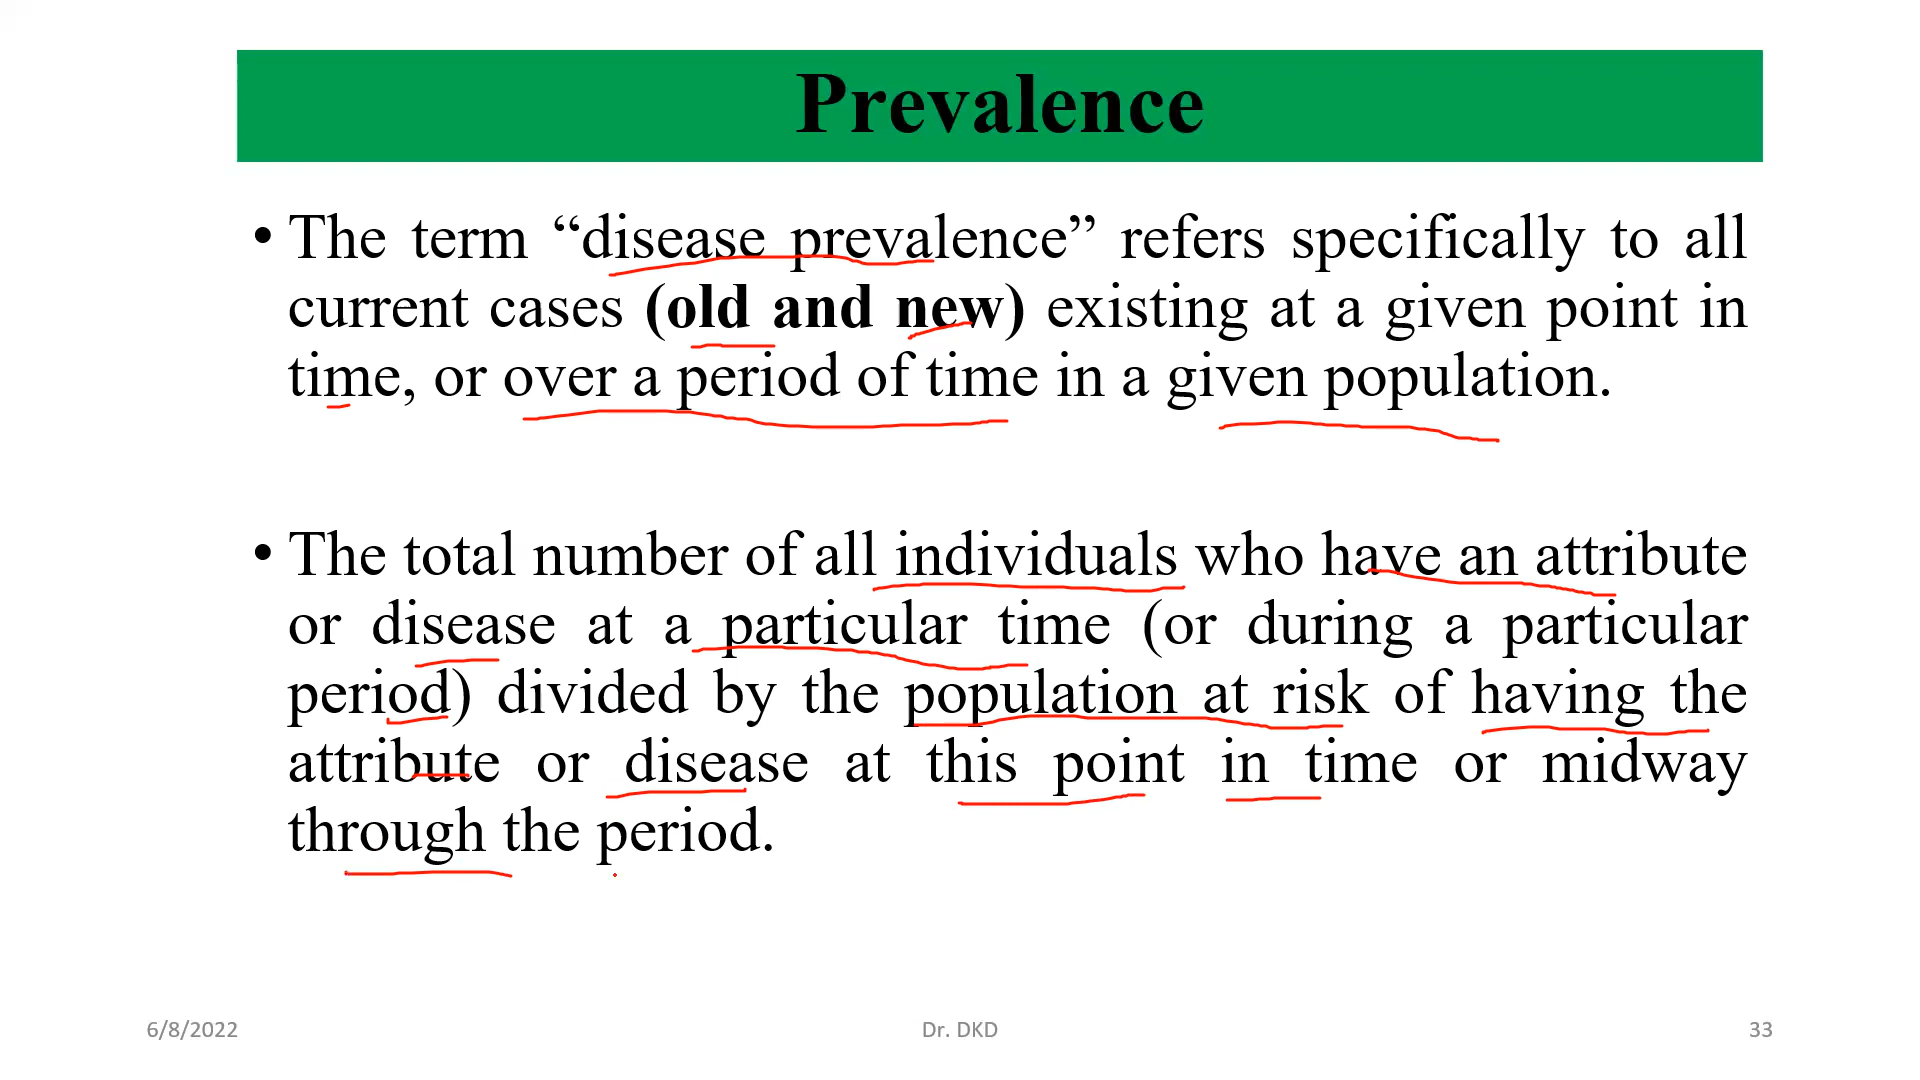 Prevalence
• The term “disease prevalence” refers specifically to all
current cases (old and new) existing at a given point in
time, or over a period of time in a given population.
• The total number of all individuals who have an attribute
or disease at a particular time (or during a particular
period) divided by the population at risk of having the
attribute or disease at this point in time or midway
through the period.
6/8/2022
Dr. DKD
33